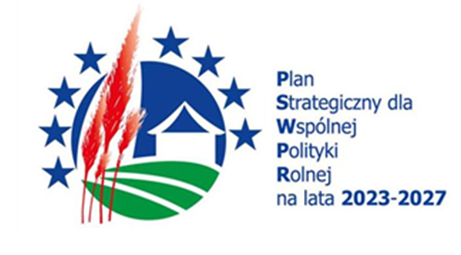 Plan
Strategiczny dla
Wspólnej
Polityki
Rolnej
na lata 2023-2027